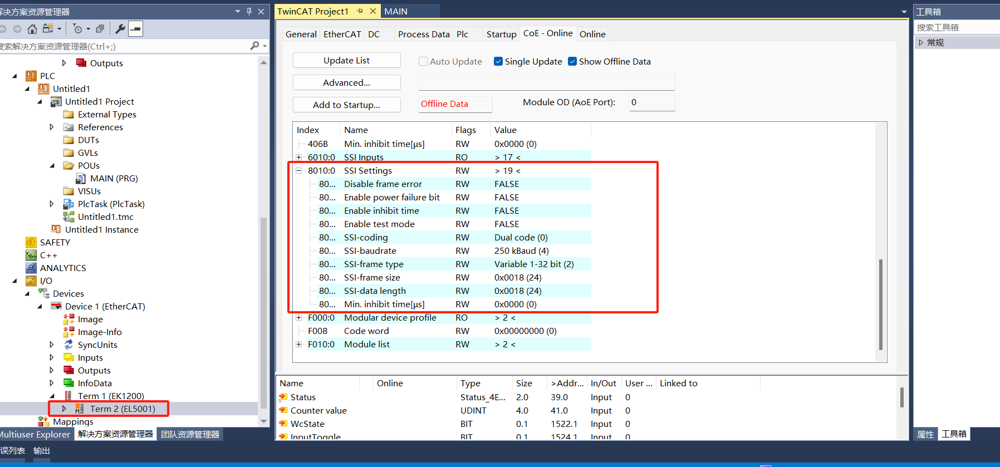 解决方案资源管理器
搜索解决方案资源管理器(Ctrl+;)
Outputs
PLC
Untitled1
Untitled1 Project
External Types
References
DUTs
GVLs
POUs
MAIN (PRG)
VISUs
PlcTask (PlcTask)
Untitled1.tmc
Untitled1 Instance
SAFETY
C++
ANALYTICS
I/O
Devices
Device 1 (EtherCAT)
Image
Image-Info
SyncUnits
Inputs
Outputs
InfoData
Term 1 (EK1200)
Term 2 (EL5001)
Mappings
Multiuser Explorer 解决方案资源管理器 团队资源管理器
误列表 输出
TwinCAT Project1 MAIN
General EtherCAT DC Process Data Plc Startup CoE - Online Online
Update List Auto Update Single Update Show Offline Data
Advanced...
Add to Startup... Offline Data Module OD (AoE Port): 0
Index Name Flags Value
406B Min. inhibit time[µs] RW 0x0000 (0)
6010:0 SSI Inputs RO > 17 <
8010:0 SSI Settings RW > 19 <
80... Disable frame error RW FALSE
80... Enable power failure bit RW FALSE
80... Enable inhibit time RW FALSE
80... Enable test mode RW FALSE
80... SSI-coding RW Dual code (0)
80... SSI-baudrate RW 250 kBaud (4)
80... SSI-frame type RW Variable 1-32 bit (2)
80... SSI-frame size RW 0x0018 (24)
80... SSI-data length RW 0x0018 (24)
80... Min. inhibit time[µs] RW 0x0000 (0)
F000:0 Modular device profile RO > 2 <
F008 Code word RW 0x00000000 (0)
F010:0 Module list RW > 2 <
Name Online Type Size >Addr... In/Out User ... Linked to
Status Status_4E... 2.0 39.0 Input 0
Counter value UDINT 4.0 41.0 Input 0
WcState BIT 0.1 1522.1 Input 0
InputToggle BIT 0.1 1524.1 Input 0
工具箱
搜索工具箱
常规
属性 工具箱